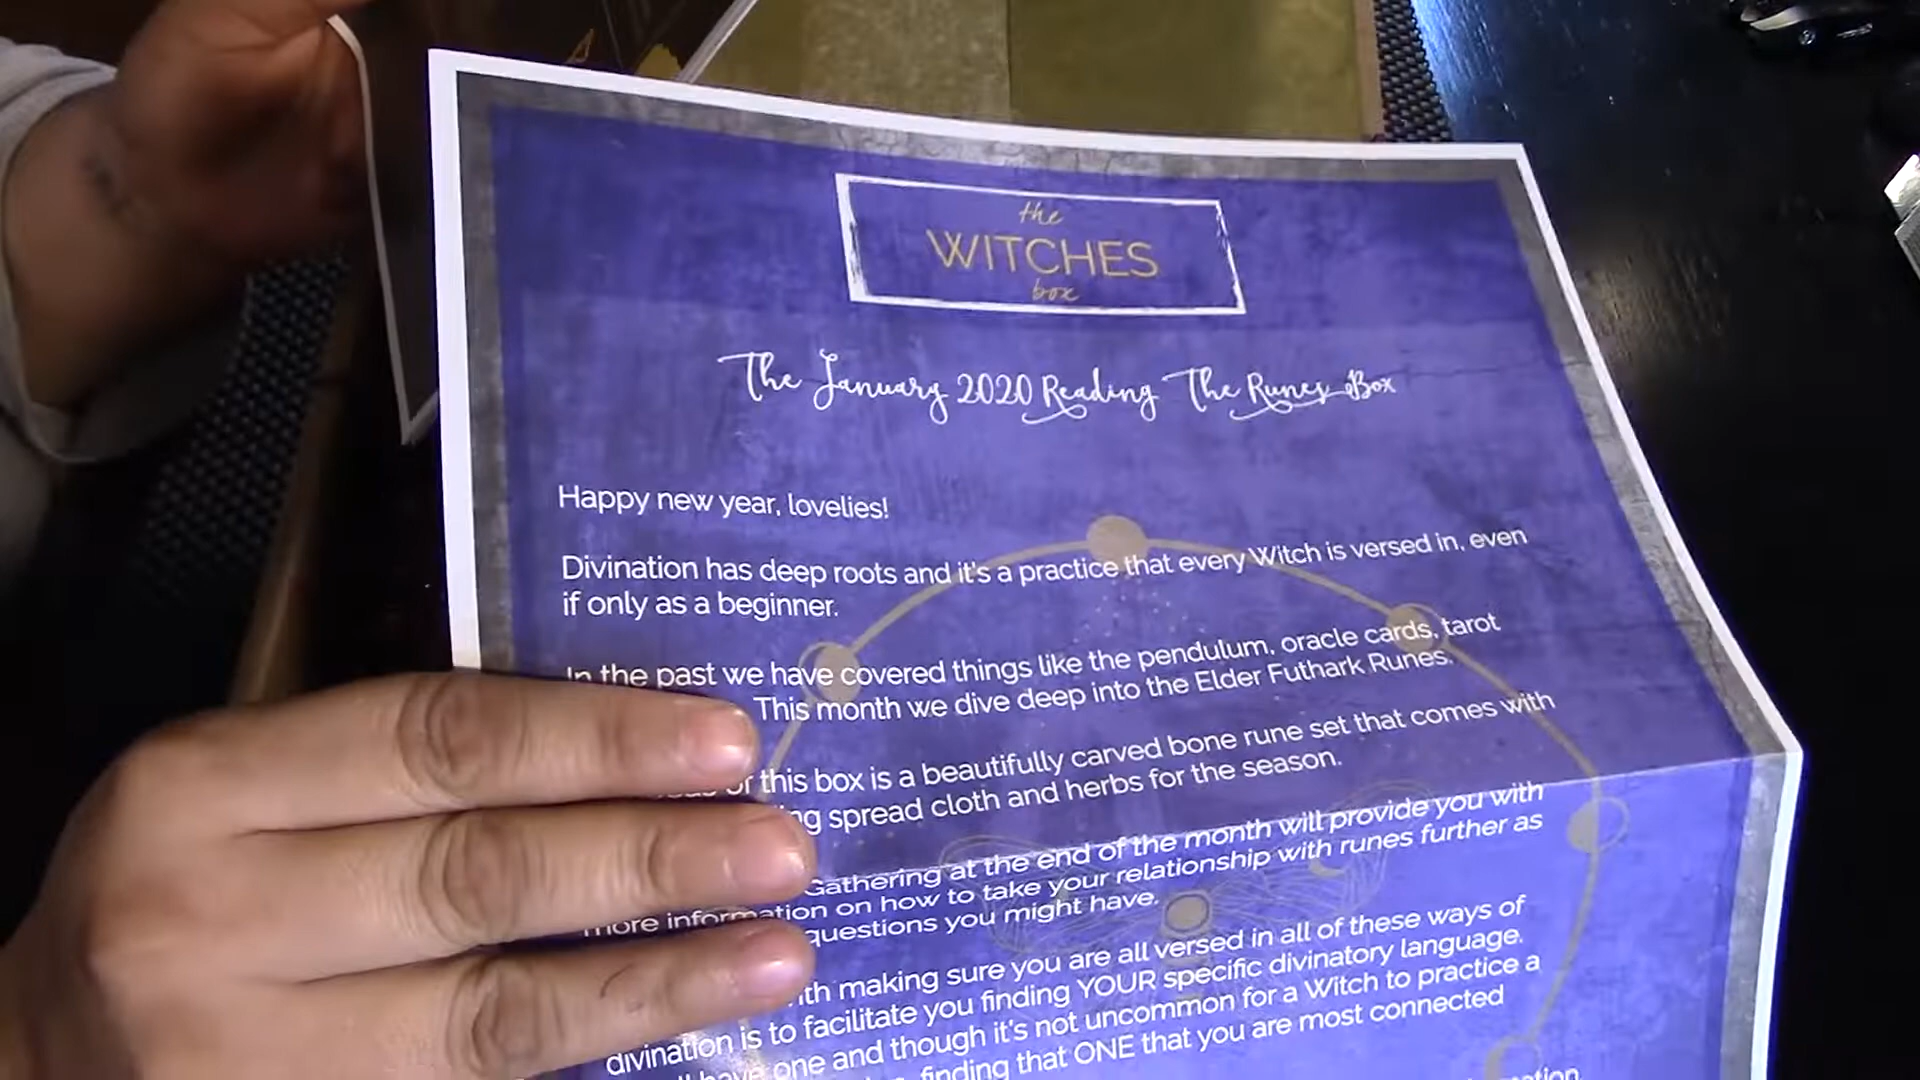 the
WITCHES
box
The January 2020 Reading The Runes Box
Happy new year, lovelies!
Divination has deep roots and it's a practice that every Witch is versed in, even
if only as a beginner.
In the past we have covered things like the pendulum, oracle cards, tarot
This month we dive deep into the Elder Futhark Runes.
this box is a beautifully carved bone rune set that comes with
spread cloth and herbs for the season.
Gathering at the end of the month will provide you with
more information on how to take your relationship with runes further as
questions you might have.
making sure you are all versed in all of these ways of
divination is to facilitate you finding YOUR specific divinatory language.
one and though it's not uncommon for a Witch to practice a
finding that ONE that you are most connected